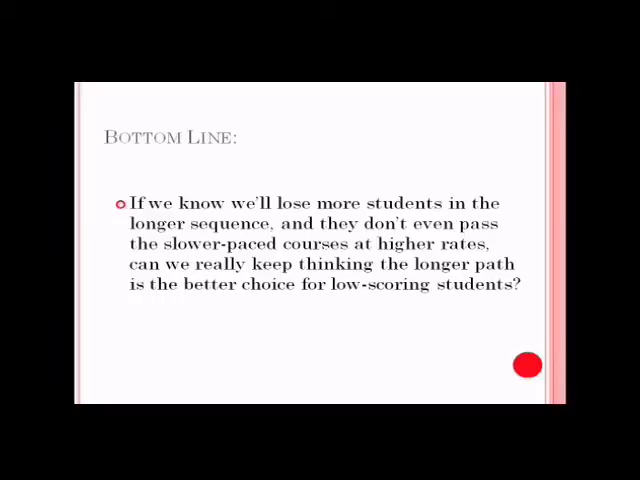 BOTTOM LINE:
If we know we'll lose more students in the
longer sequence, and they don't even pass
the slower-paced courses at higher rates,
can we really keep thinking the longer path
is the better choice for low-scoring students?